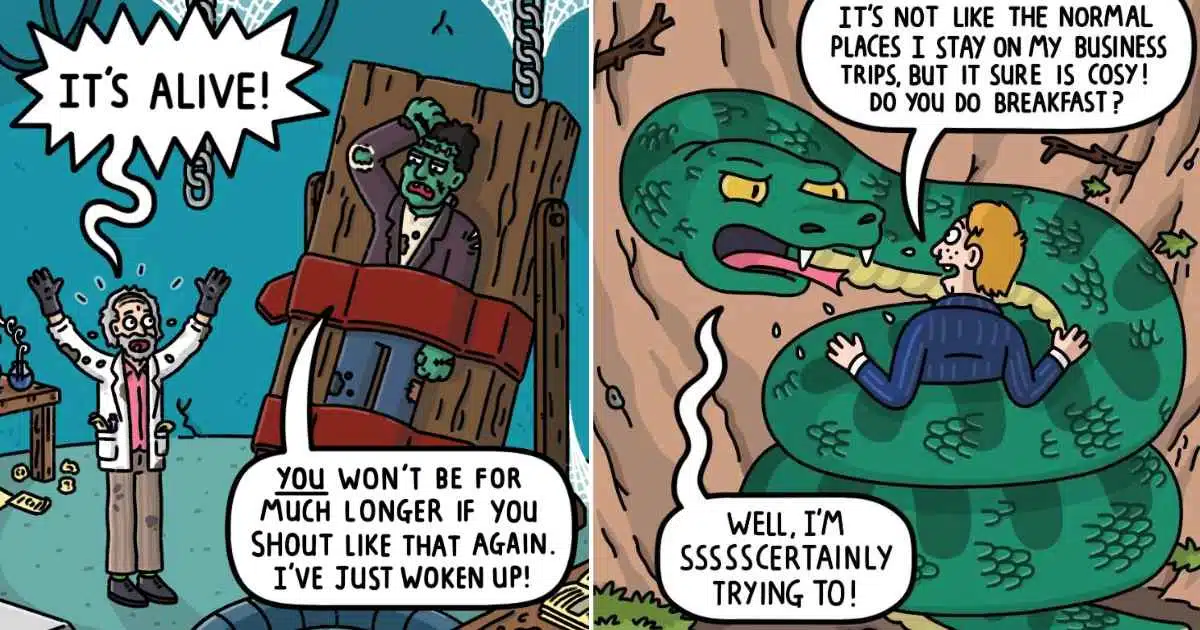 IT'S ALIVE!
YOU WON'T BE FOR
MUCH LONGER IF YOU
SHOUT LIKE THAT AGAIN.
I'VE JUST WOKEN UP!
IT'S NOT LIKE THE NORMAL
PLACES I STAY ON MY BUSINESS
TRIPS, BUT IT SURE IS COSY!
DO YOU DO BREAKFAST?
WELL, I'M
SSSSSCERTAINLY
TRYING TO!